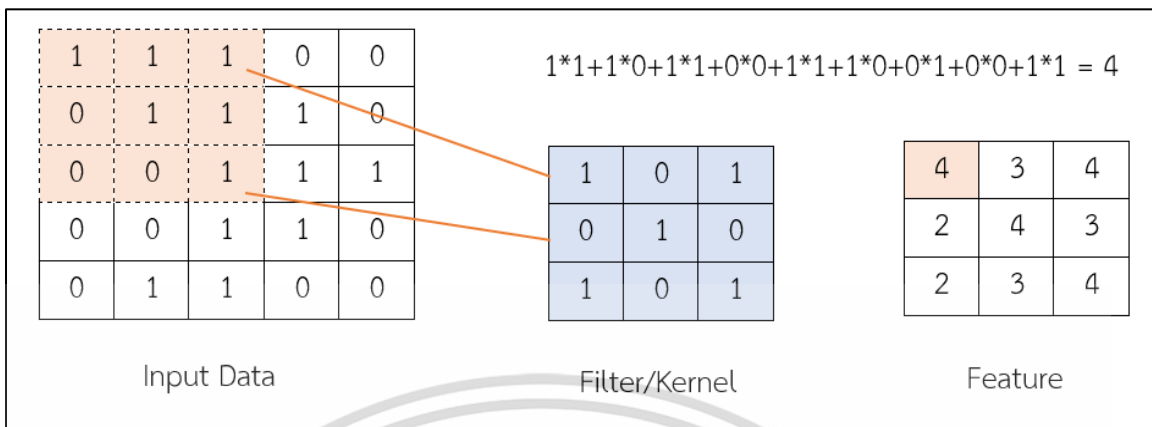 1 1 1 0 0
0 1 1 1 0
0 0 1 1 1
0 0 1 1 0
0 1 1 0 0
Input Data
1*1+1*0+1*1+0*0+1*1+1*0+0*1+0*0+1*1 = 4
1 0 1
0 1 0
1 0 1
Filter/Kernel
4 3 4
2 4 3
2 3 4
Feature